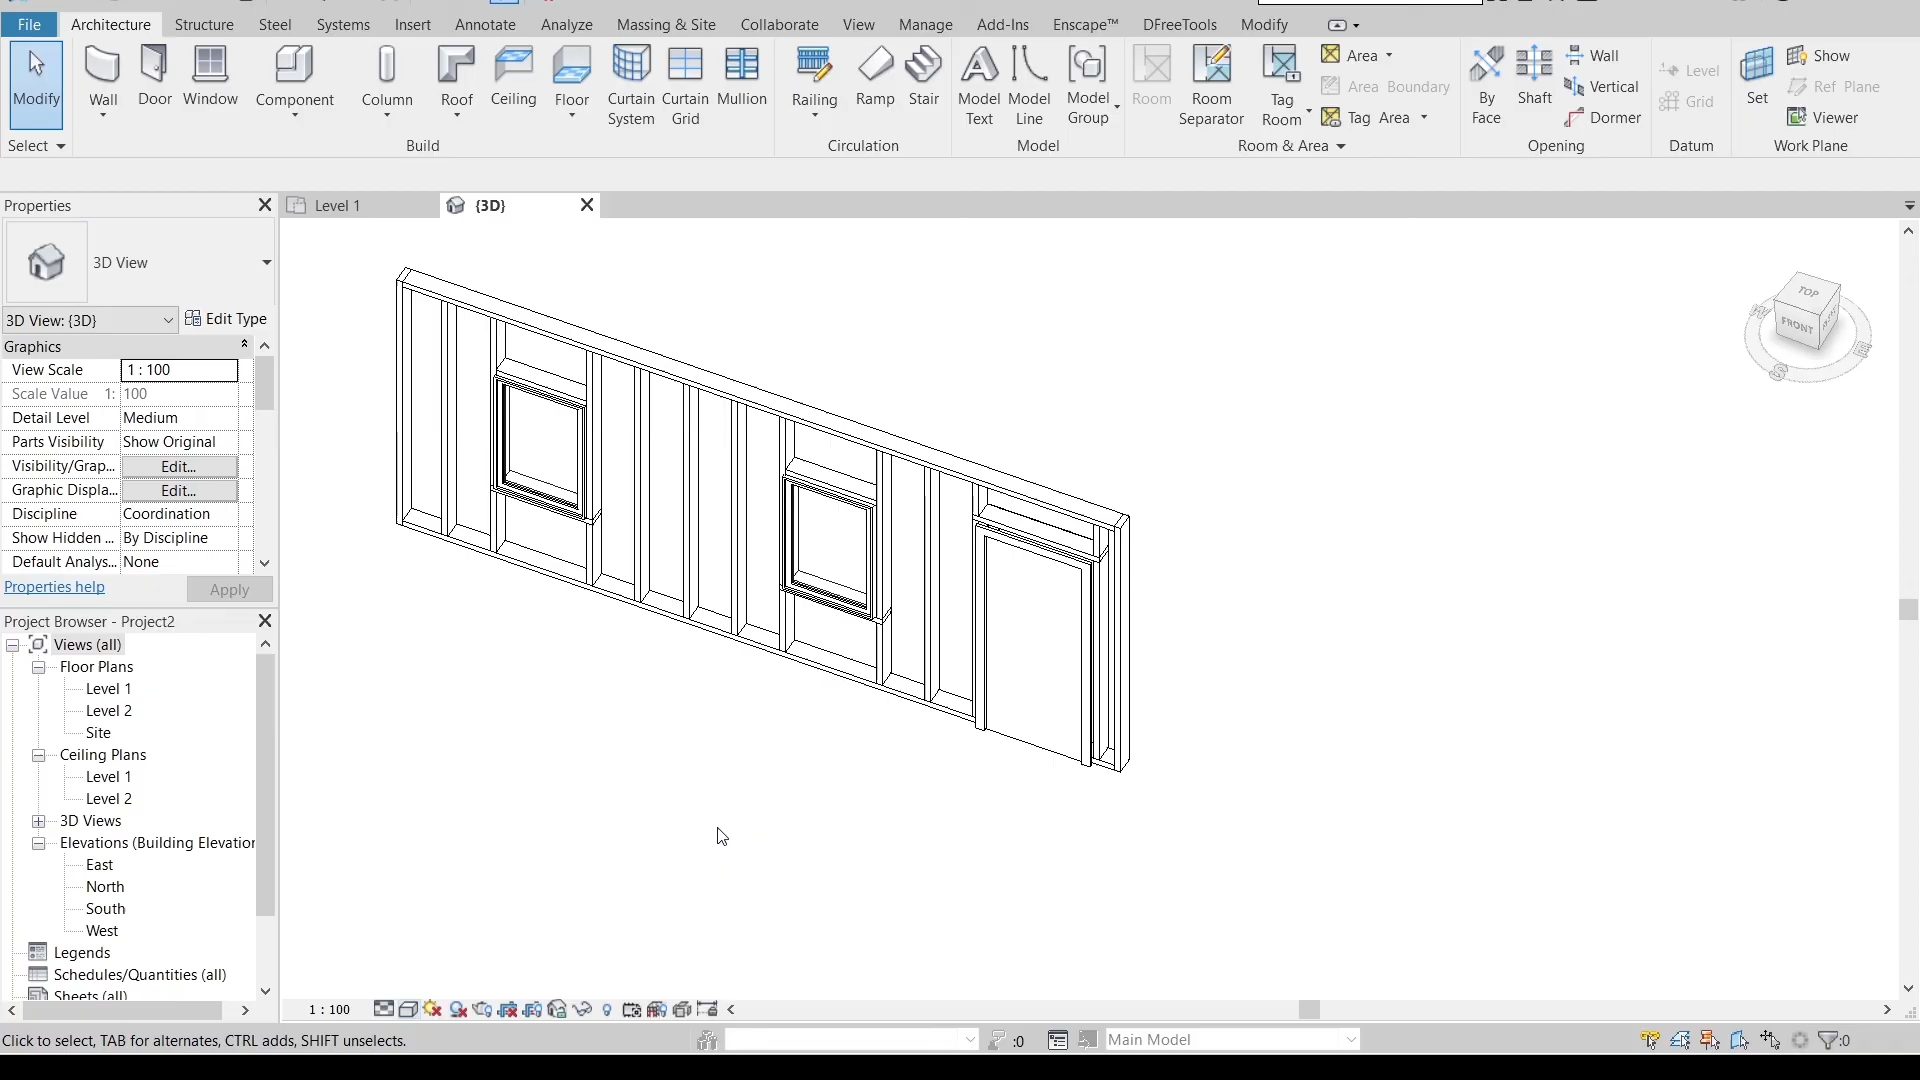 File Architecture Structure Steel Systems Insert Annotate Analyze Massing & Site Collaborate View Manage Add-Ins Enscape™ DFreeTools Modify
Modify
Wall
Door
Window
Component
Column
Roof
Ceiling
Floor
Curtain System
Curtain Grid
Mullion
Railing
Ramp
Stair
Model Text
Model Line
Model Group
Room
Room Separator
Tag Room
Area
Area Boundary
Tag Area
By Face
Shaft
Wall
Vertical
Dormer
Level
Grid
Set
Show
Ref Plane
Viewer
Select
Build
Circulation
Model
Room & Area
Opening
Datum
Work Plane
Properties
Level 1
{3D}
3D View
3D View: {3D}
Edit Type
Graphics
View Scale 1 : 100
Scale Value 1: 100
Detail Level Medium
Parts Visibility Show Original
Visibility/Grap... Edit...
Graphic Displa... Edit...
Discipline Coordination
Show Hidden ... By Discipline
Default Analys... None
Properties help
Apply
Project Browser - Project2
Views (all)
Floor Plans
Level 1
Level 2
Site
Ceiling Plans
Level 1
Level 2
3D Views
Elevations (Building Elevation
East
North
South
West
Legends
Schedules/Quantities (all)
Sheets (all)
TOP
FRONT
S
1 : 100
Click to select, TAB for alternates, CTRL adds, SHIFT unselects.
:0
Main Model
:0